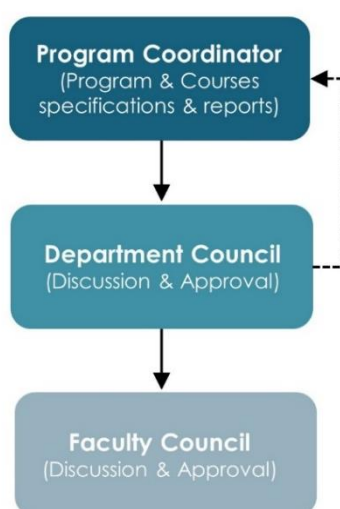 Program Coordinator
(Program & Courses
specifications & reports)
Department Council
(Discussion & Approval)
Faculty Council
(Discussion & Approval)